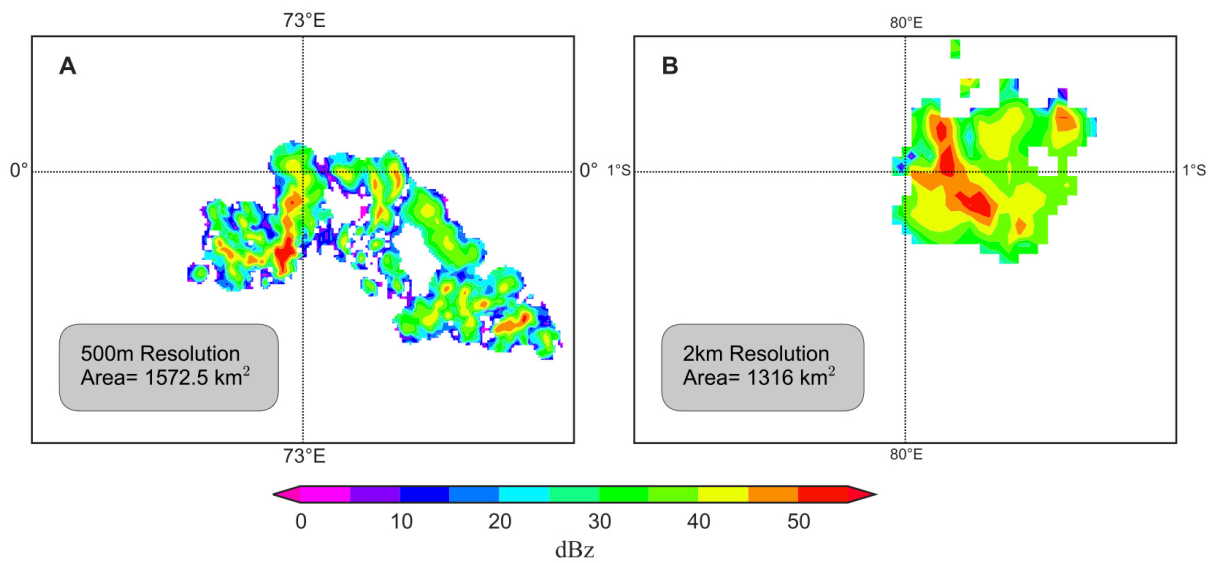 73°E
80°E
A
B
0°
0°
1°S
1°S
500m Resolution
Area= 1572.5 km²
2km Resolution
Area= 1316 km²
73°E
80°E
0 10 20 30 40 50
dBz